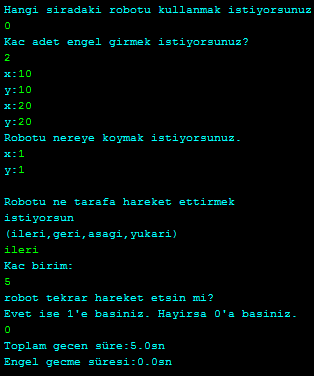 Hangi siradaki robotu kullanmak istiyorsunuz
0
Kac adet engel girmek istiyorsunuz?
2
x:10
y:10
x:20
y:20
Robotu nereye koymak istiyorsunuz.
x:1
y:1
Robotu ne tarafa hareket ettirmek
istiyorsun
(ileri,geri,asagi,yukari)
ileri
Kac birim:
5
robot tekrar hareket etsin mi?
Evet ise 1'e basiniz. Hayirsa 0'a basiniz.
0
Toplam gecen süre:5.0sn
Engel gecme süresi:0.0sn